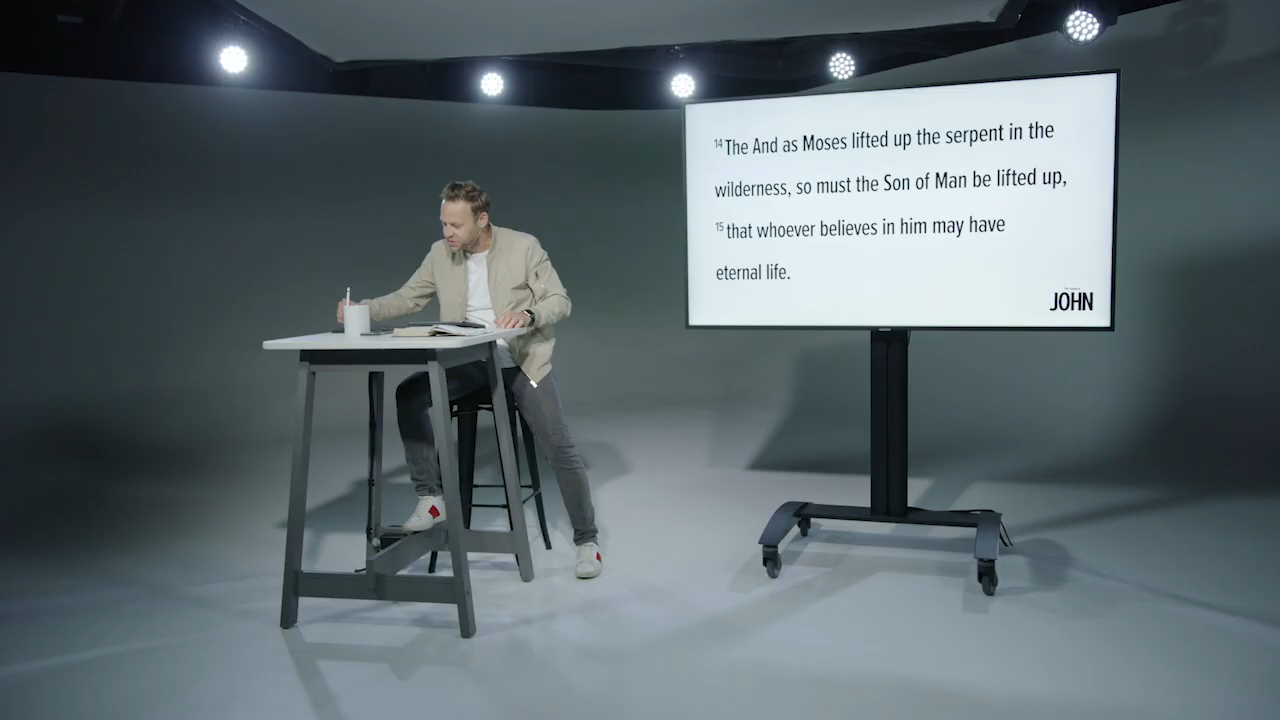 14 The And as Moses lifted up the serpent in the
wilderness, so must the Son of Man be lifted up,
15 that whoever believes in him may have
eternal life.
JOHN